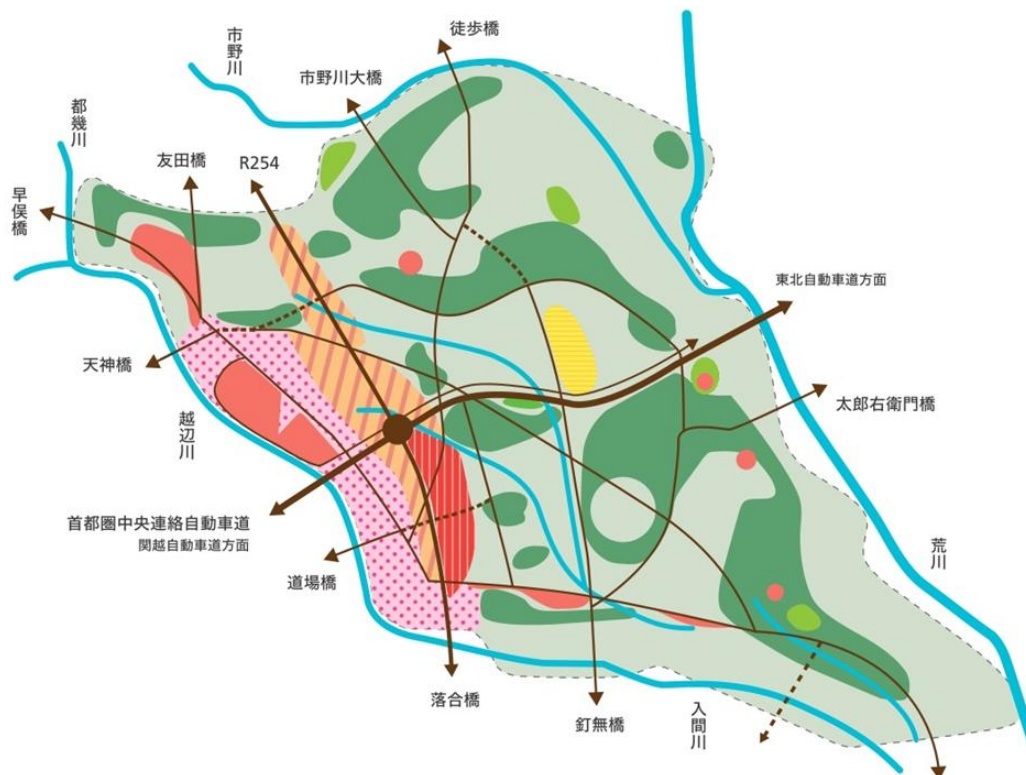 徒歩橋
市野川
市野川大橋
都幾川
友田橋
R254
早俣橋
東北自動車道方面
天神橋
太郎右衛門橋
越辺川
首都圏中央連絡自動車道
関越自動車道方面
荒川
道場橋
落合橋
釘無橋
入間川